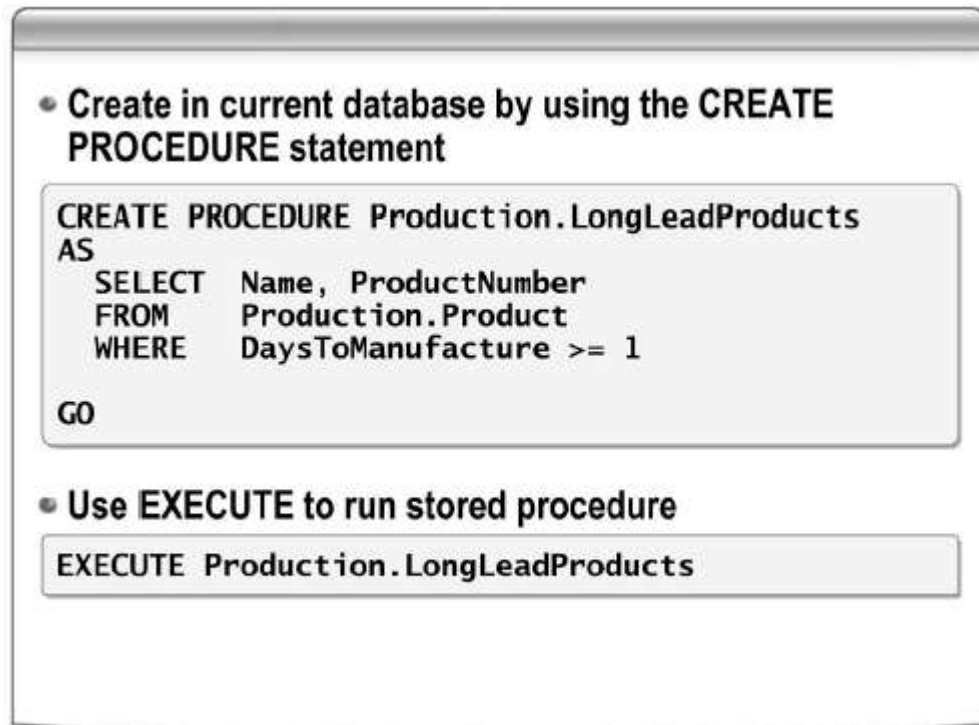 Create in current database by using the CREATE
PROCEDURE statement
CREATE PROCEDURE Production.LongLeadProducts
AS
SELECT Name, ProductNumber
FROM Production.Product
WHERE DaysToManufacture >= 1
GO
Use EXECUTE to run stored procedure
EXECUTE Production.LongLeadProducts